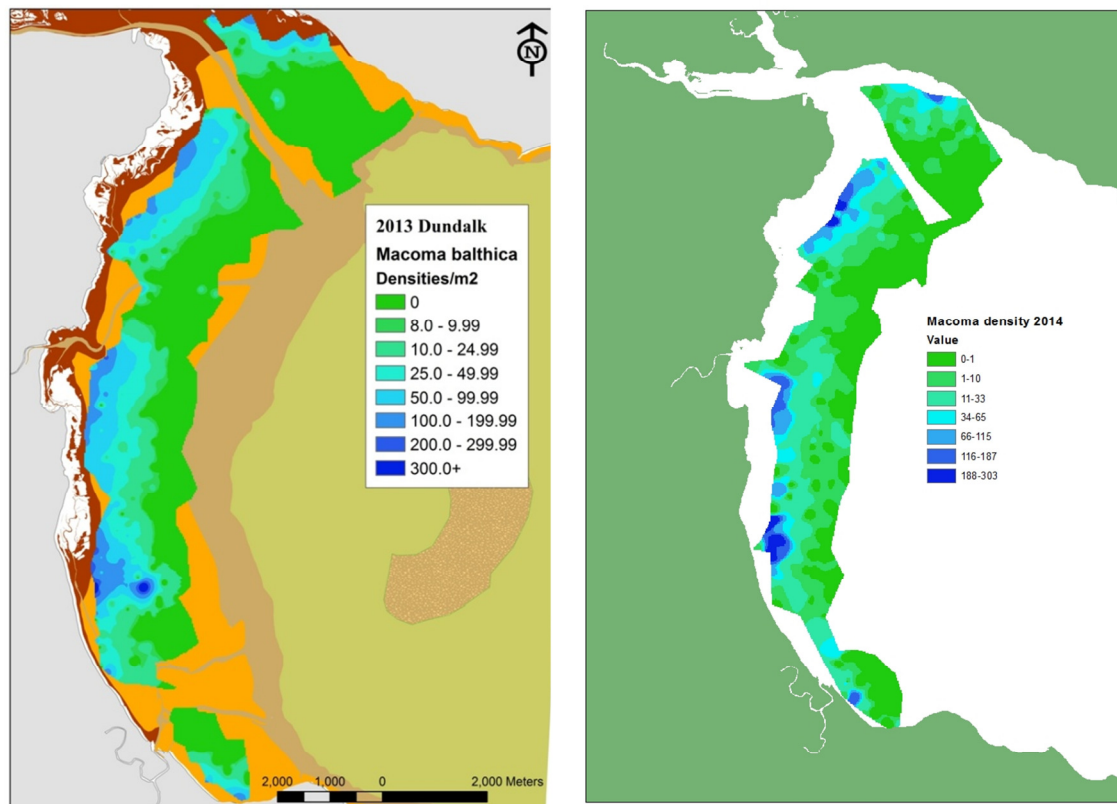 N
2013 Dundalk
Macoma balthica
Densities/m2
0
8.0 - 9.99
10.0 - 24.99
25.0 - 49.99
50.0 - 99.99
100.0 - 199.99
200.0 - 299.99
300.0+
2,000 1,000 0 2,000 Meters
Macoma density 2014
Value
0-1
1-10
11-33
34-65
66-115
116-187
188-303